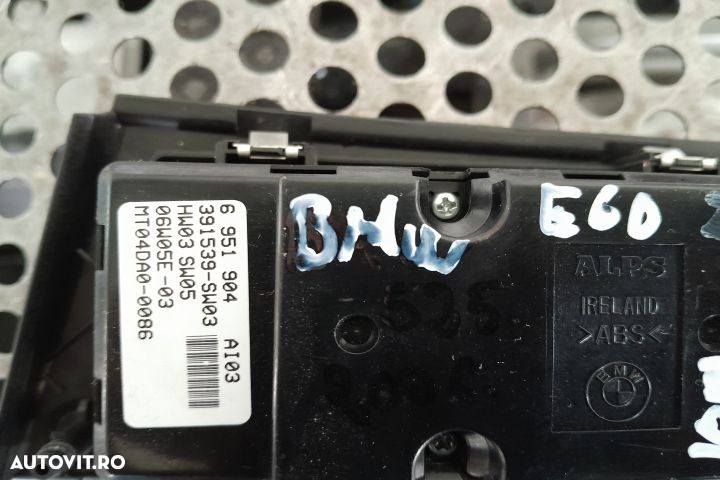 6 951 904 AI03
391539-SW03
HW03 SW05
06W05E-03
MT04DA0-0086
BMW
E60
525
ALPS
IRELAND
>ABS<
BMW
AUTOVIT.RO